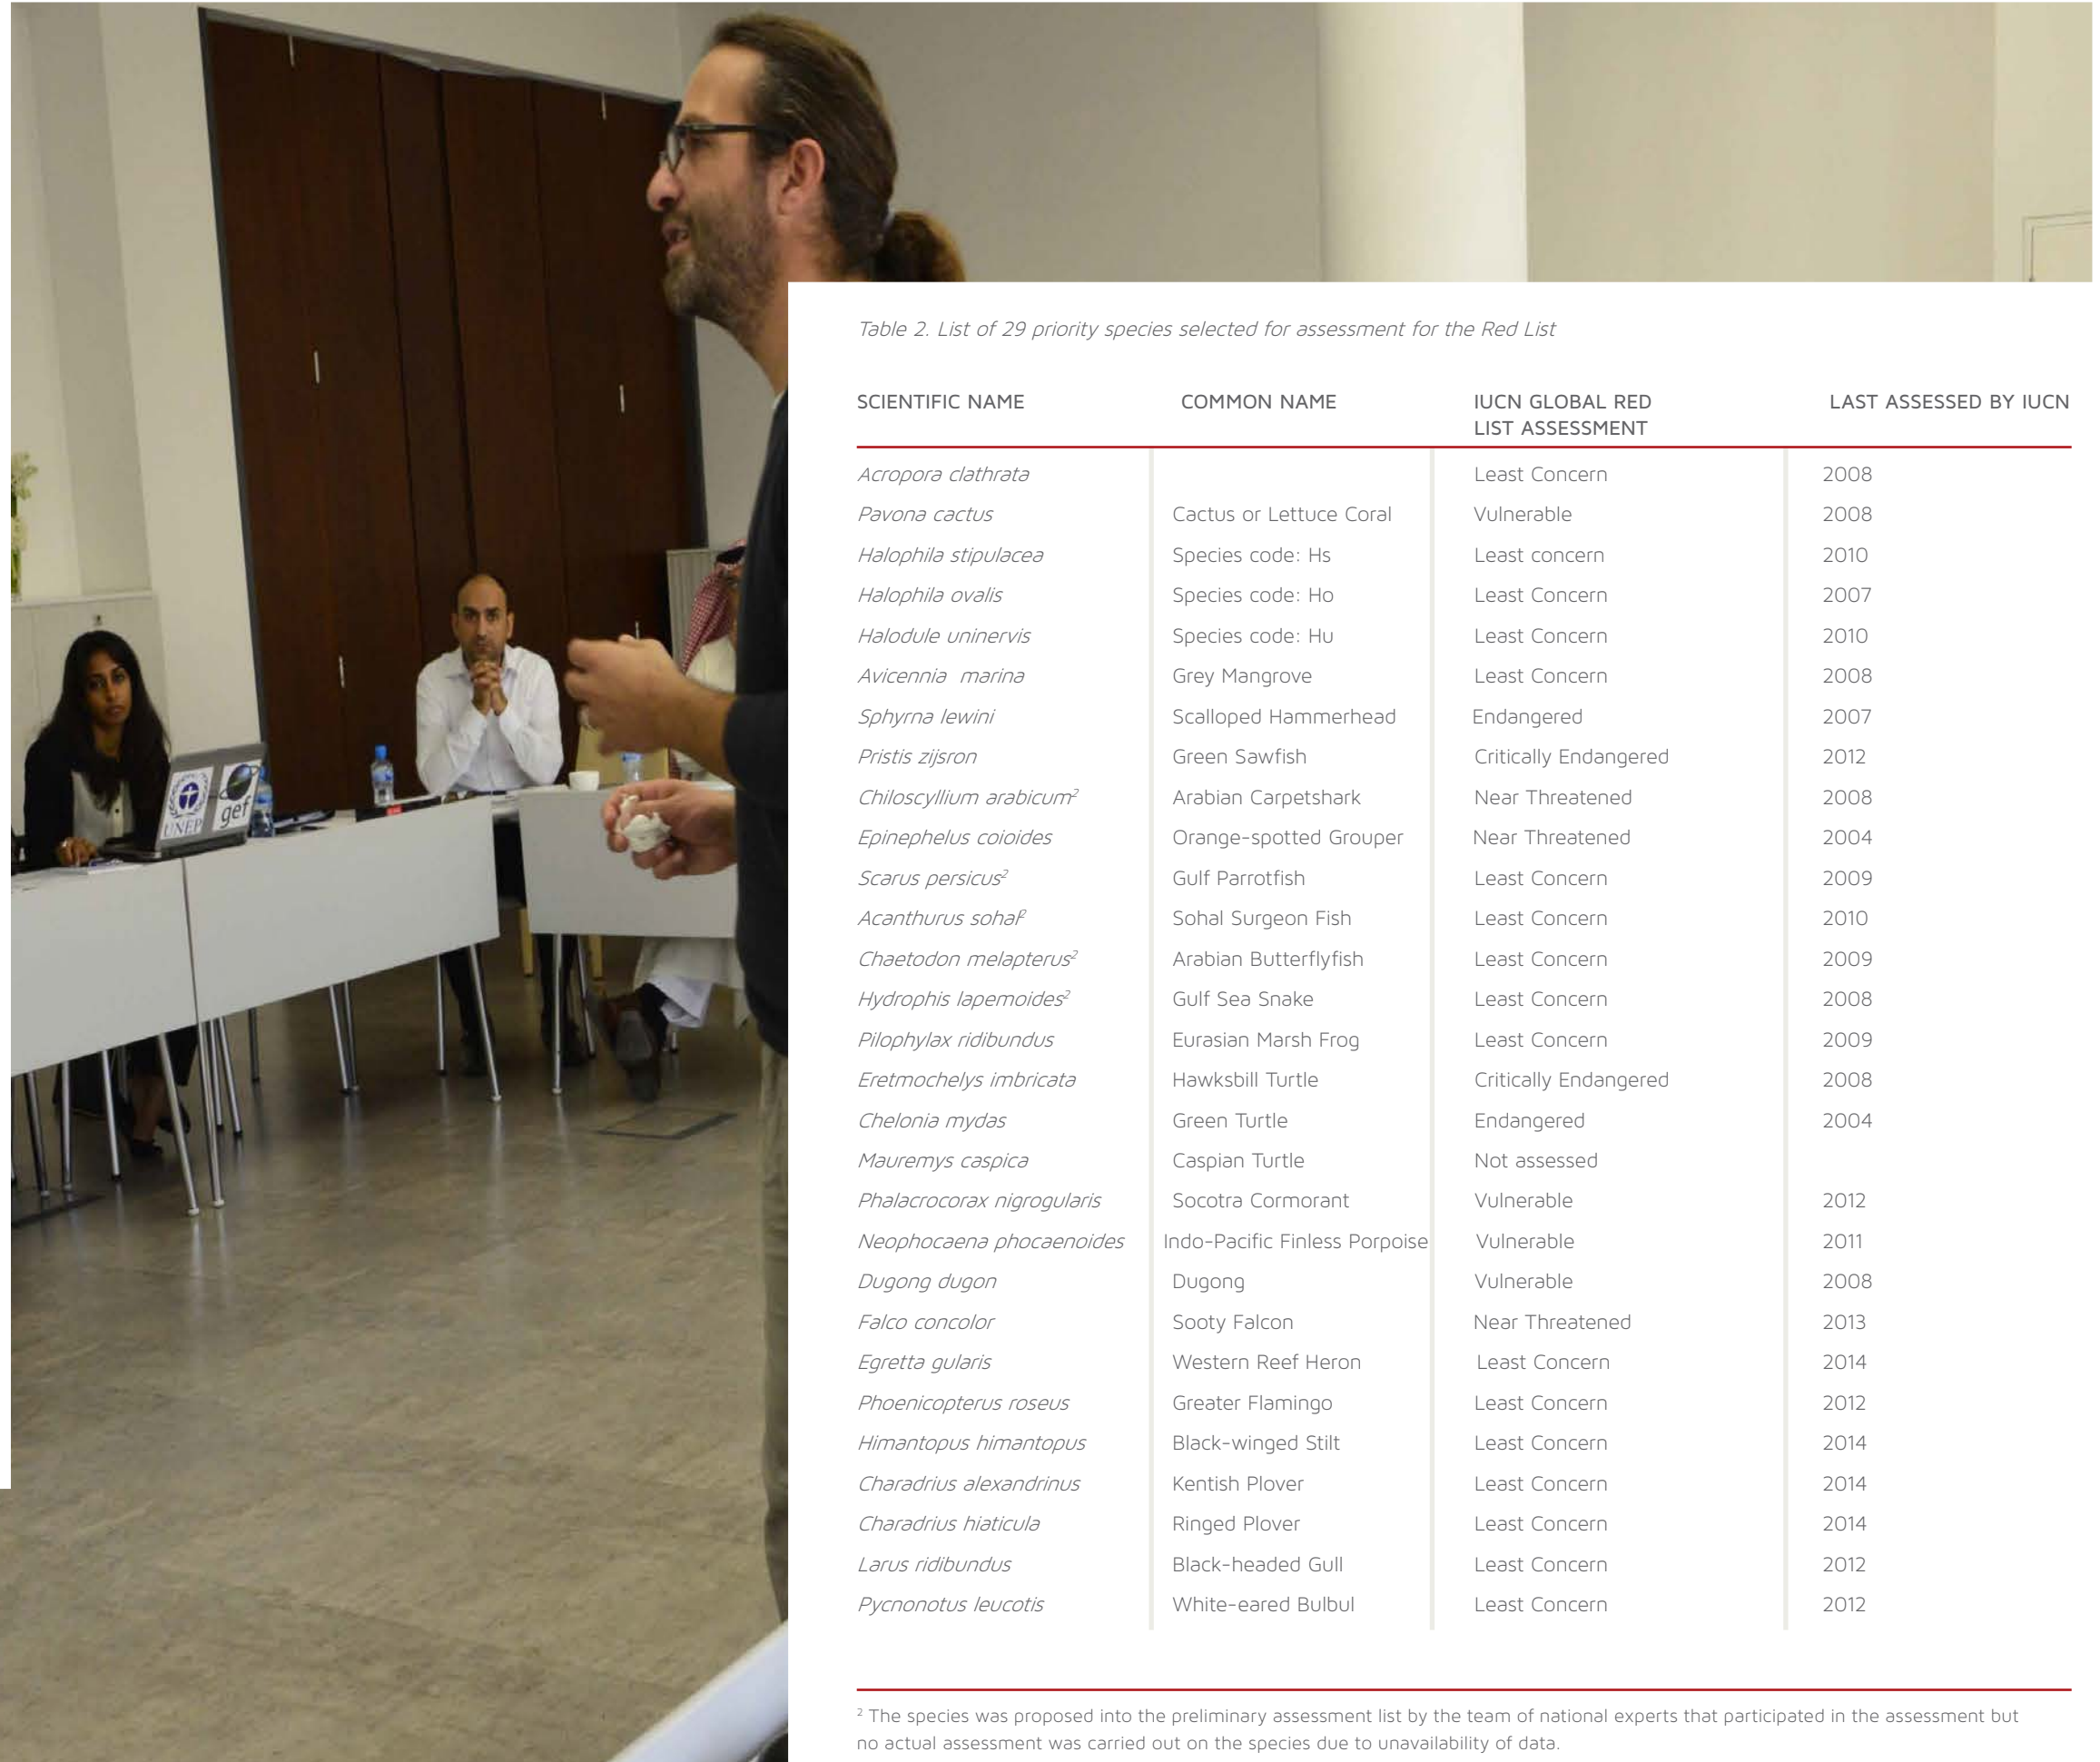 UNEP
gef
Table 2. List of 29 priority species selected for assessment for the Red List
SCIENTIFIC NAME COMMON NAME IUCN GLOBAL RED LIST ASSESSMENT LAST ASSESSED BY IUCN
Acropora clathrata Least Concern 2008
Pavona cactus Cactus or Lettuce Coral Vulnerable 2008
Halophila stipulacea Species code: Hs Least concern 2010
Halophila ovalis Species code: Ho Least Concern 2007
Halodule uninervis Species code: Hu Least Concern 2010
Avicennia marina Grey Mangrove Least Concern 2008
Sphyrna lewini Scalloped Hammerhead Endangered 2007
Pristis zijsron Green Sawfish Critically Endangered 2012
Chiloscyllium arabicum² Arabian Carpetshark Near Threatened 2008
Epinephelus coioides Orange-spotted Grouper Near Threatened 2004
Scarus persicus² Gulf Parrotfish Least Concern 2009
Acanthurus sohal² Sohal Surgeon Fish Least Concern 2010
Chaetodon melapterus² Arabian Butterflyfish Least Concern 2009
Hydrophis lapemoides² Gulf Sea Snake Least Concern 2008
Pilophylax ridibundus Eurasian Marsh Frog Least Concern 2009
Eretmochelys imbricata Hawksbill Turtle Critically Endangered 2008
Chelonia mydas Green Turtle Endangered 2004
Mauremys caspica Caspian Turtle Not assessed
Phalacrocorax nigrogularis Socotra Cormorant Vulnerable 2012
Neophocaena phocaenoides Indo-Pacific Finless Porpoise Vulnerable 2011
Dugong dugon Dugong Vulnerable 2008
Falco concolor Sooty Falcon Near Threatened 2013
Egretta gularis Western Reef Heron Least Concern 2014
Phoenicopterus roseus Greater Flamingo Least Concern 2012
Himantopus himantopus Black-winged Stilt Least Concern 2014
Charadrius alexandrinus Kentish Plover Least Concern 2014
Charadrius hiaticula Ringed Plover Least Concern 2014
Larus ridibundus Black-headed Gull Least Concern 2012
Pycnonotus leucotis White-eared Bulbul Least Concern 2012
² The species was proposed into the preliminary assessment list by the team of national experts that participated in the assessment but
no actual assessment was carried out on the species due to unavailability of data.